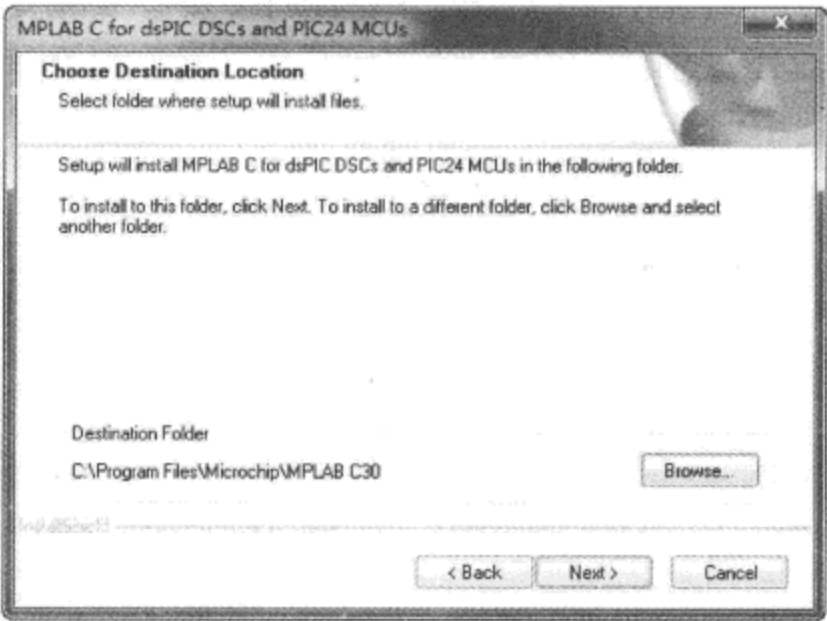 MPLAB C for dsPIC DSCs and PIC24 MCUs
Choose Destination Location
Select folder where setup will install files.
Setup will install MPLAB C for dsPIC DSCs and PIC24 MCUs in the following folder.
To install to this folder, click Next. To install to a different folder, click Browse and select
another folder.
Destination Folder
C:\Program Files\Microchip\MPLAB C30
Browse...
InstallShield
< Back
Next >
Cancel